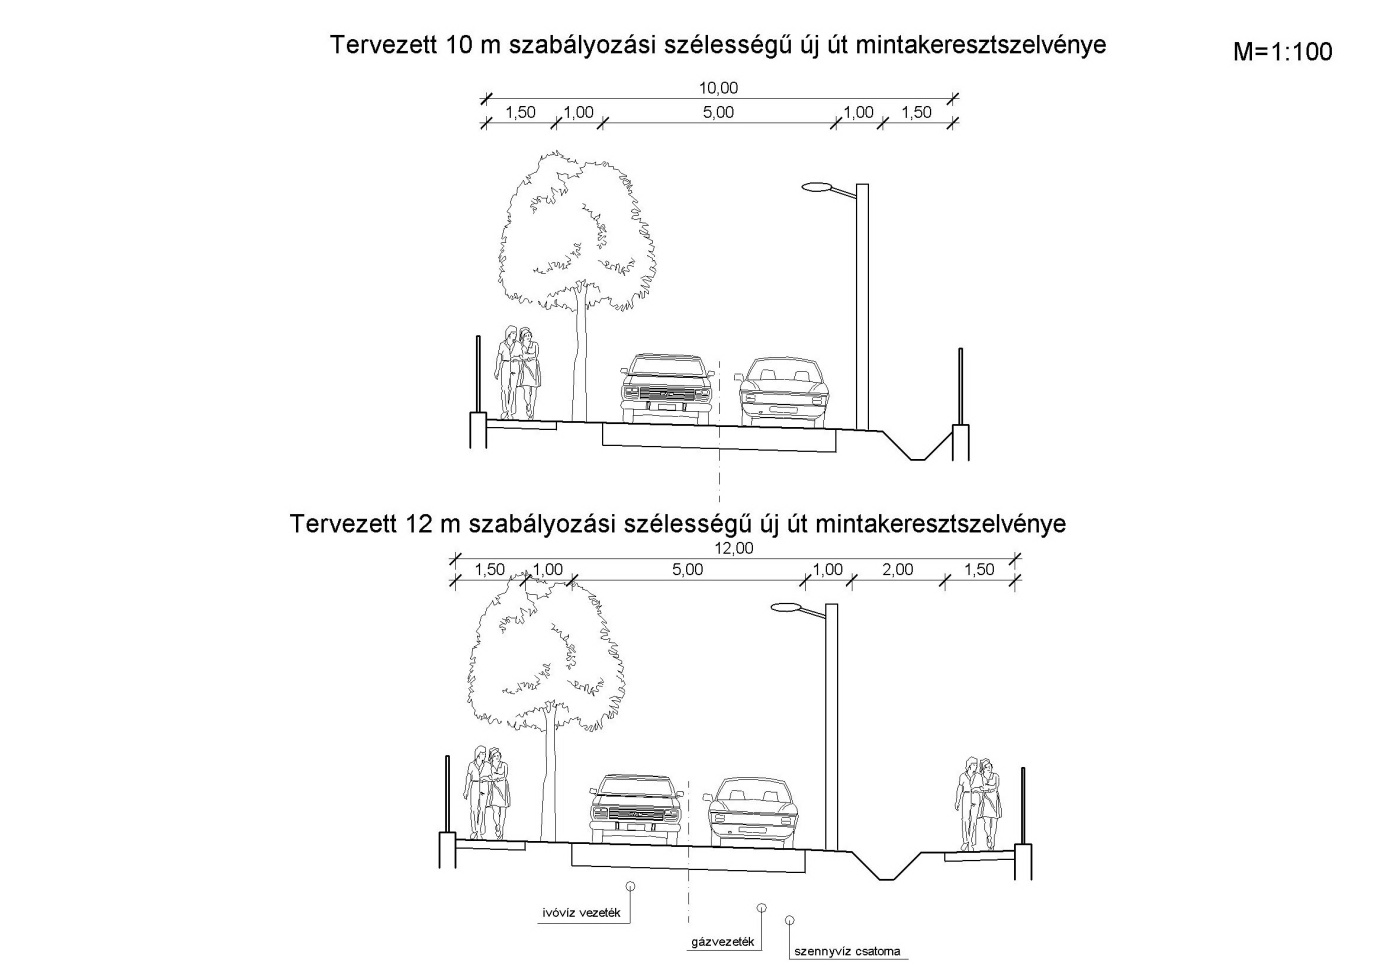 Tervezett 10 m szabályozási szélességű új út mintakeresztszelvénye
M=1:100
10,00
1,50 1,00 5,00 1,00 1,50
Tervezett 12 m szabályozási szélességű új út mintakeresztszelvénye
12,00
1,50 1,00 5,00 1,00 2,00 1,50
ivóvíz vezeték
gázvezeték
szennyvíz csatorna